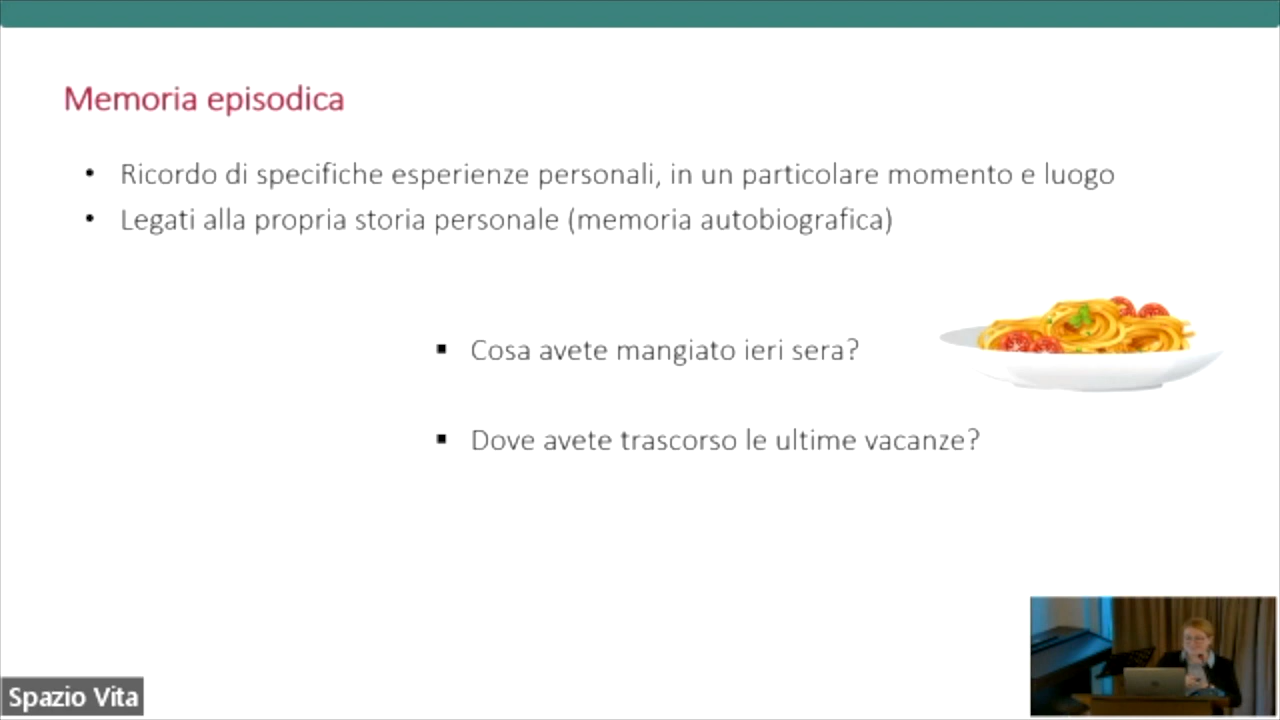 Memoria episodica
• Ricordo di specifiche esperienze personali, in un particolare momento e luogo
• Legati alla propria storia personale (memoria autobiografica)
▪ Cosa avete mangiato ieri sera?
▪ Dove avete trascorso le ultime vacanze?
Spazio Vita